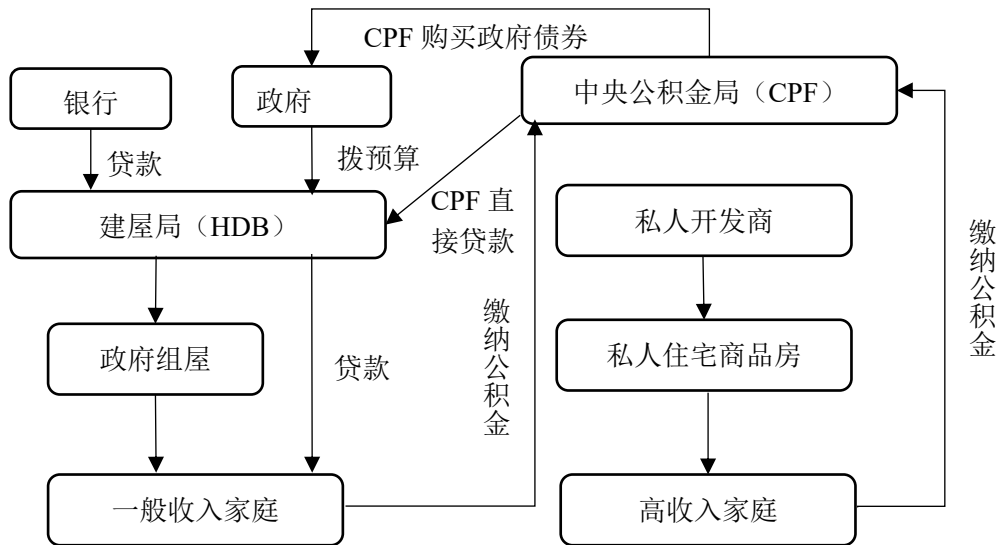 CPF 购买政府债券
银行
政府
中央公积金局（CPF）
贷款
拨预算
CPF 直
接贷款
建屋局（HDB）
私人开发商
缴纳公积金
缴纳公积金
政府组屋
贷款
私人住宅商品房
一般收入家庭
高收入家庭